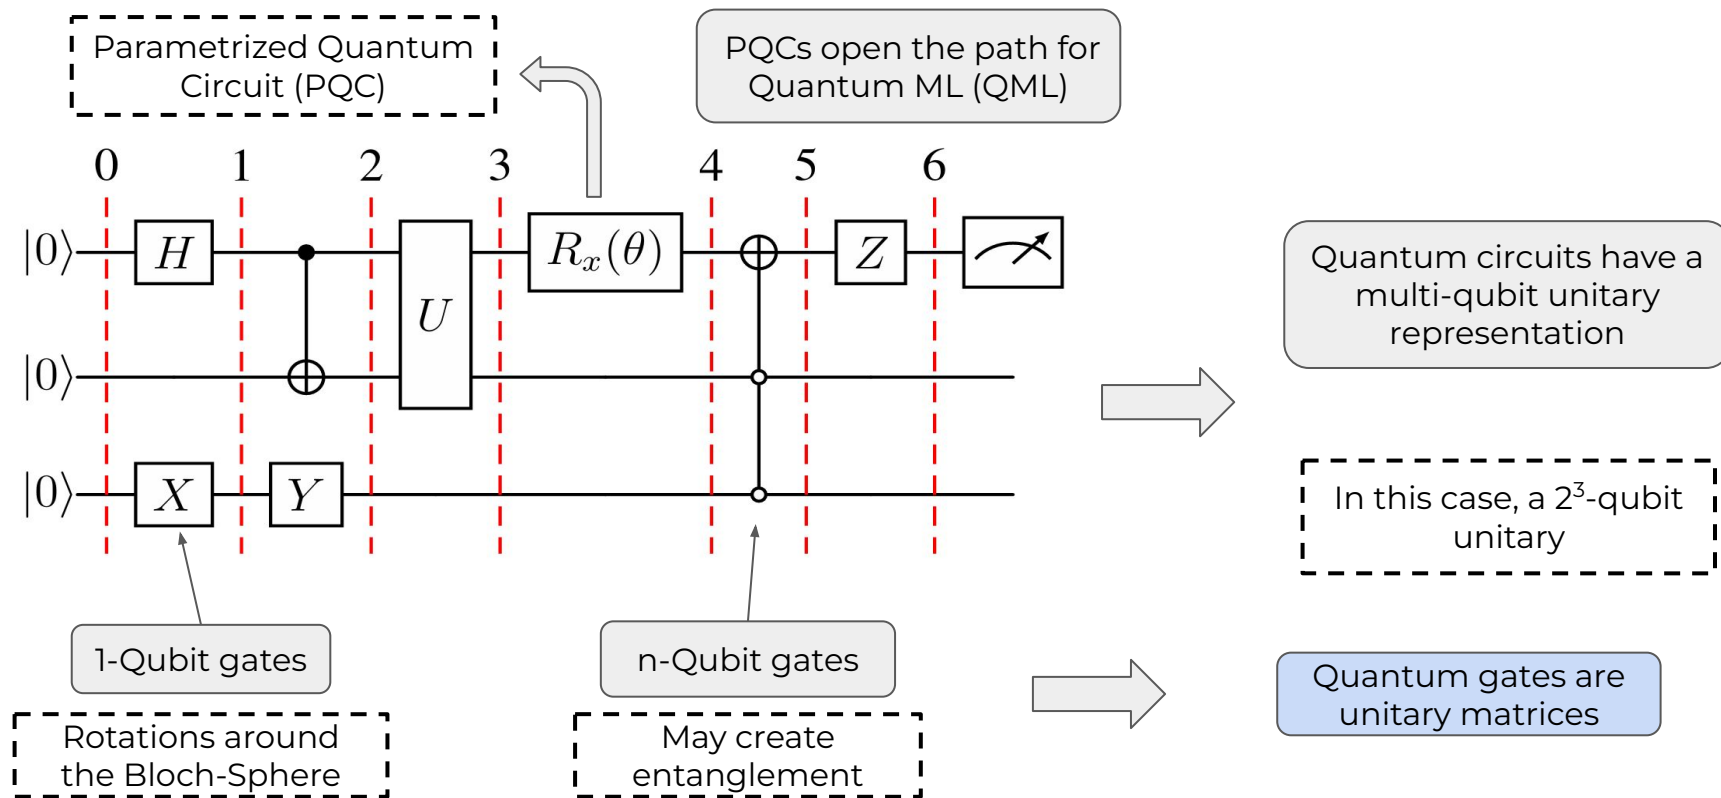 Parametrized Quantum
Circuit (PQC)
PQCs open the path for
Quantum ML (QML)
0 1 2 3 4 5 6
|0⟩ H U Rₓ(θ) Z
|0⟩
|0⟩ X Y
Quantum circuits have a
multi-qubit unitary
representation
In this case, a 2³-qubit
unitary
1-Qubit gates
n-Qubit gates
Quantum gates are
unitary matrices
Rotations around
the Bloch-Sphere
May create
entanglement